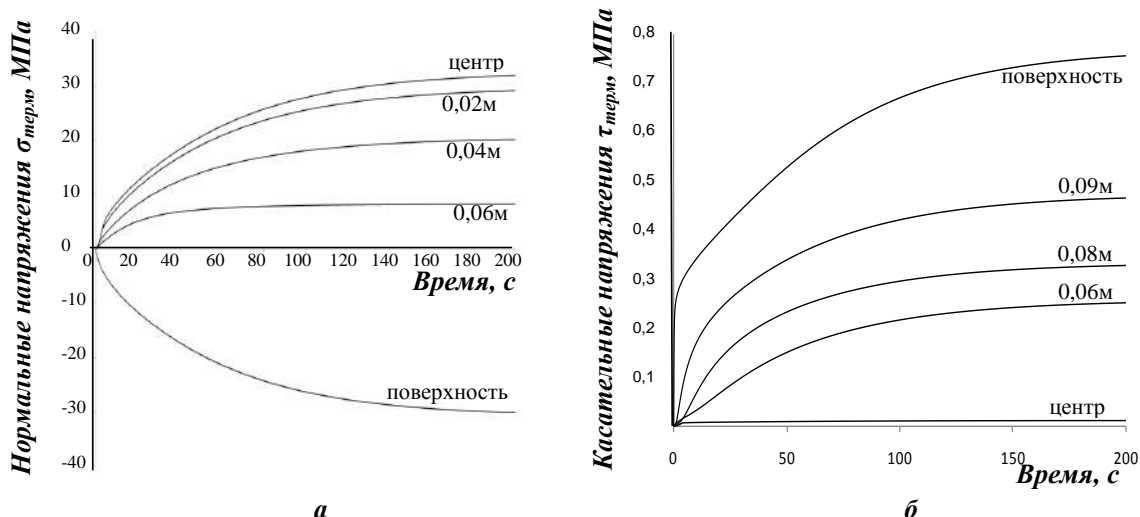 Нормальные напряжения σтерм, МПа
40
30
20
10
0
-10
-20
-30
-40
центр
0,02м
0,04м
0,06м
0 20 40 60 80 100 120 140 160 180 200
Время, с
поверхность
а
Касательные напряжения τтерм, МПа
0,8
0,7
0,6
0,5
0,4
0,3
0,2
0,1
поверхность
0,09м
0,08м
0,06м
центр
0 50 100 150 200
Время, с
б